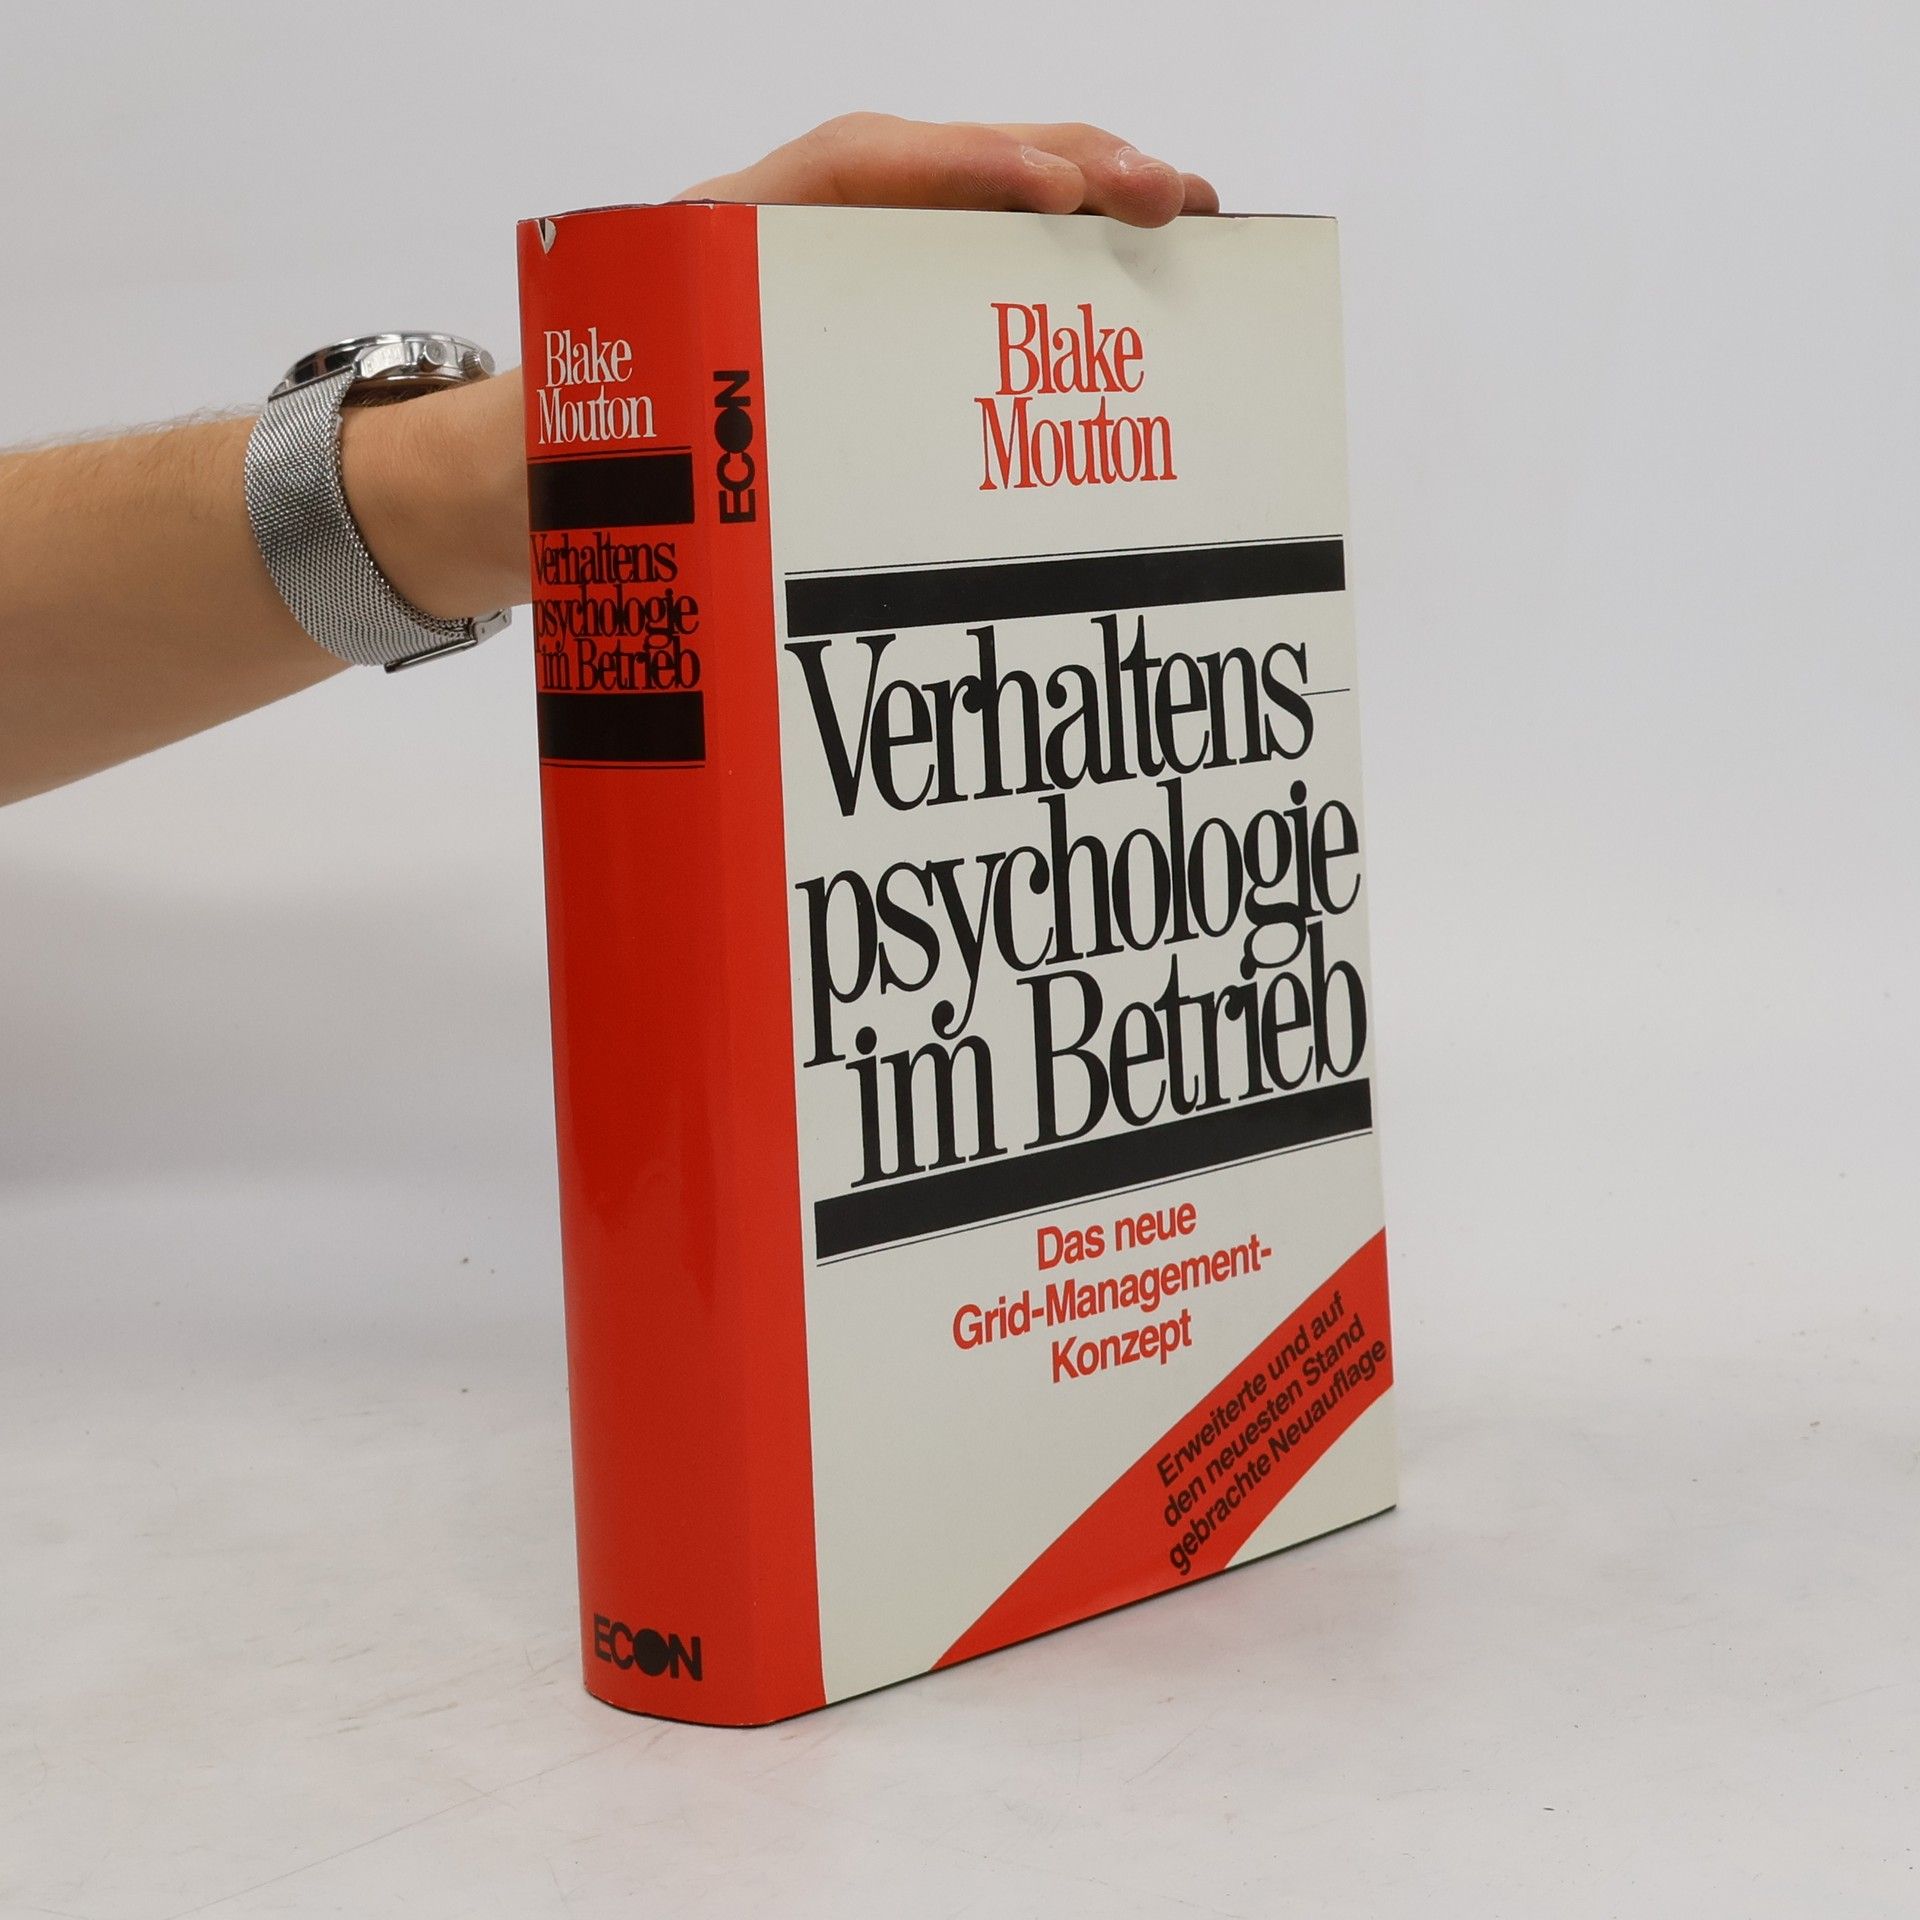 Blake
Mouton
Verhaltens
psychologie
im Betrieb
ECON
ECON
Blake
Mouton
Verhaltens-
psychologie
im Betrieb
Das neue
Grid-Management-
Konzept
Erweiterte und auf
den neuesten Stand
gebrachte Neuauflage